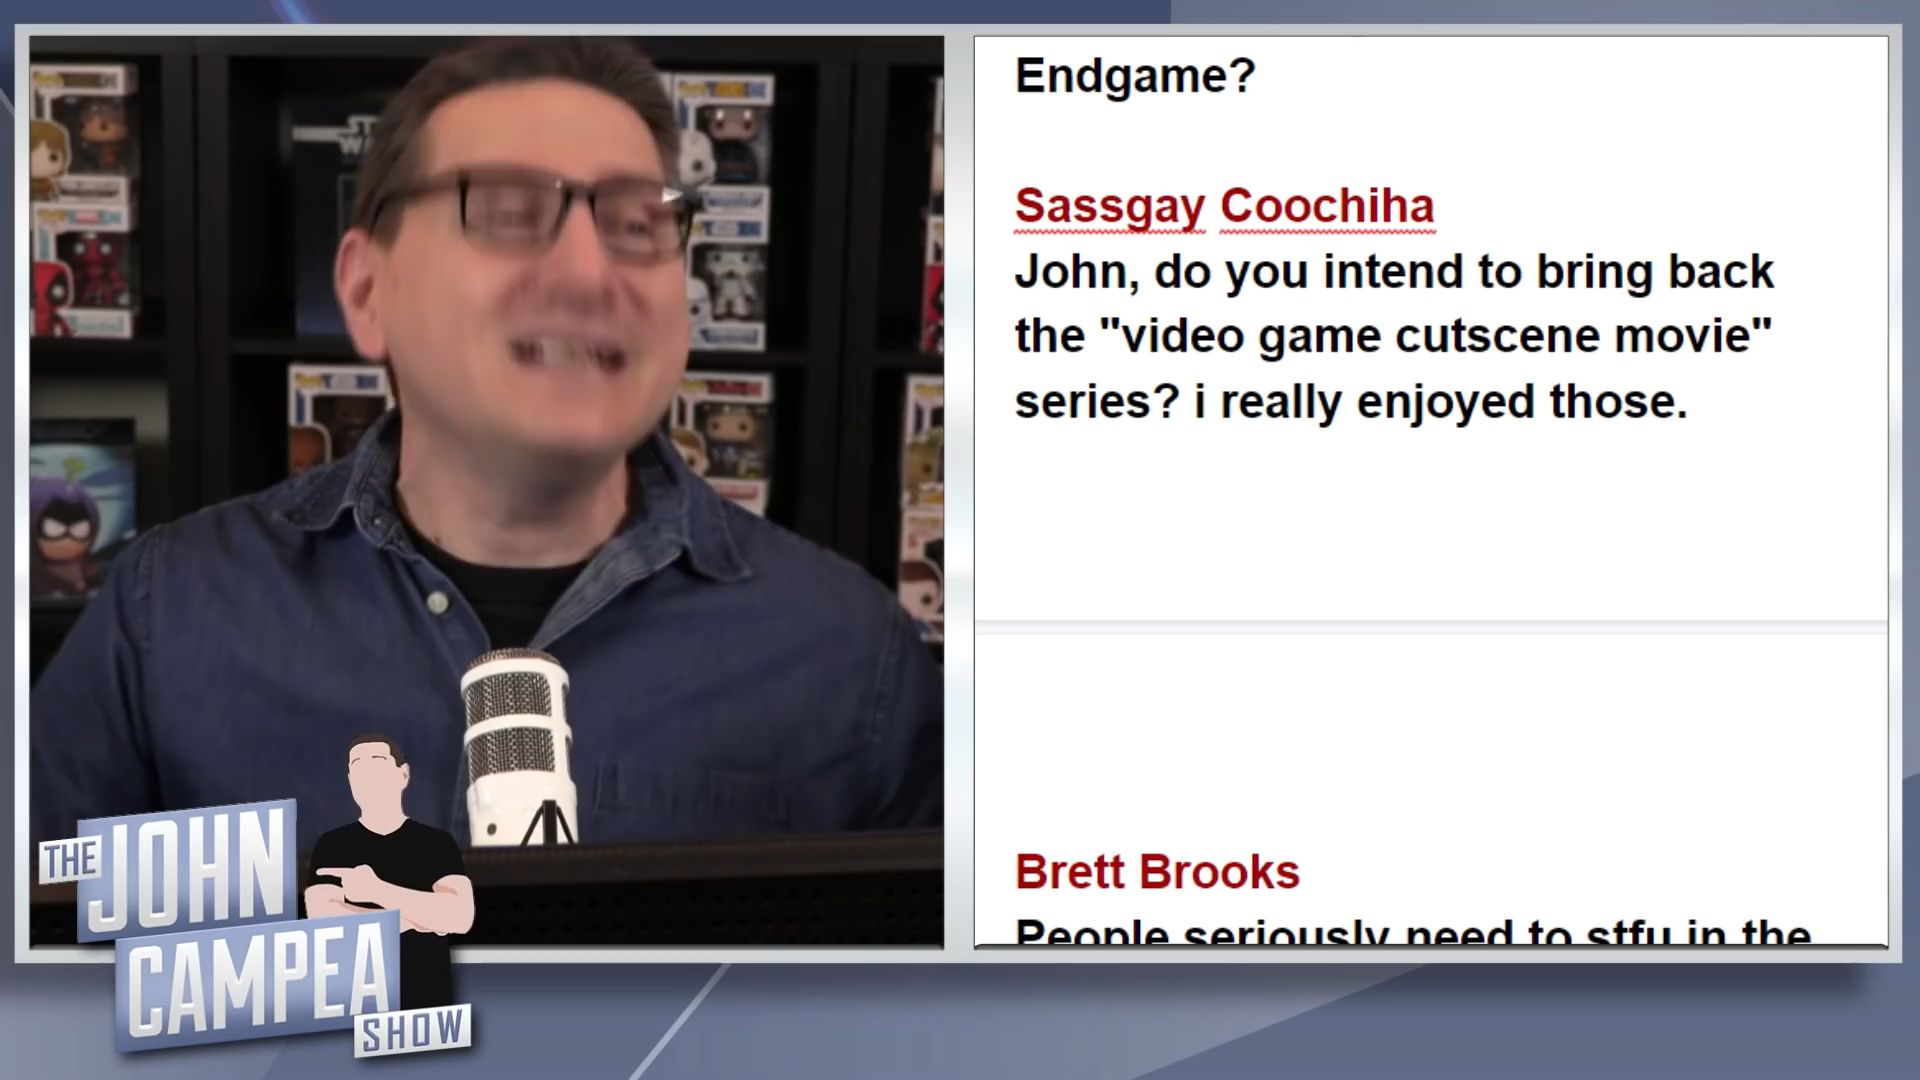 Endgame?
Sassgay Coochiha
John, do you intend to bring back
the "video game cutscene movie"
series? i really enjoyed those.
Brett Brooks
People seriously need to stfu in the
THE
JOHN
CAMPEA
SHOW